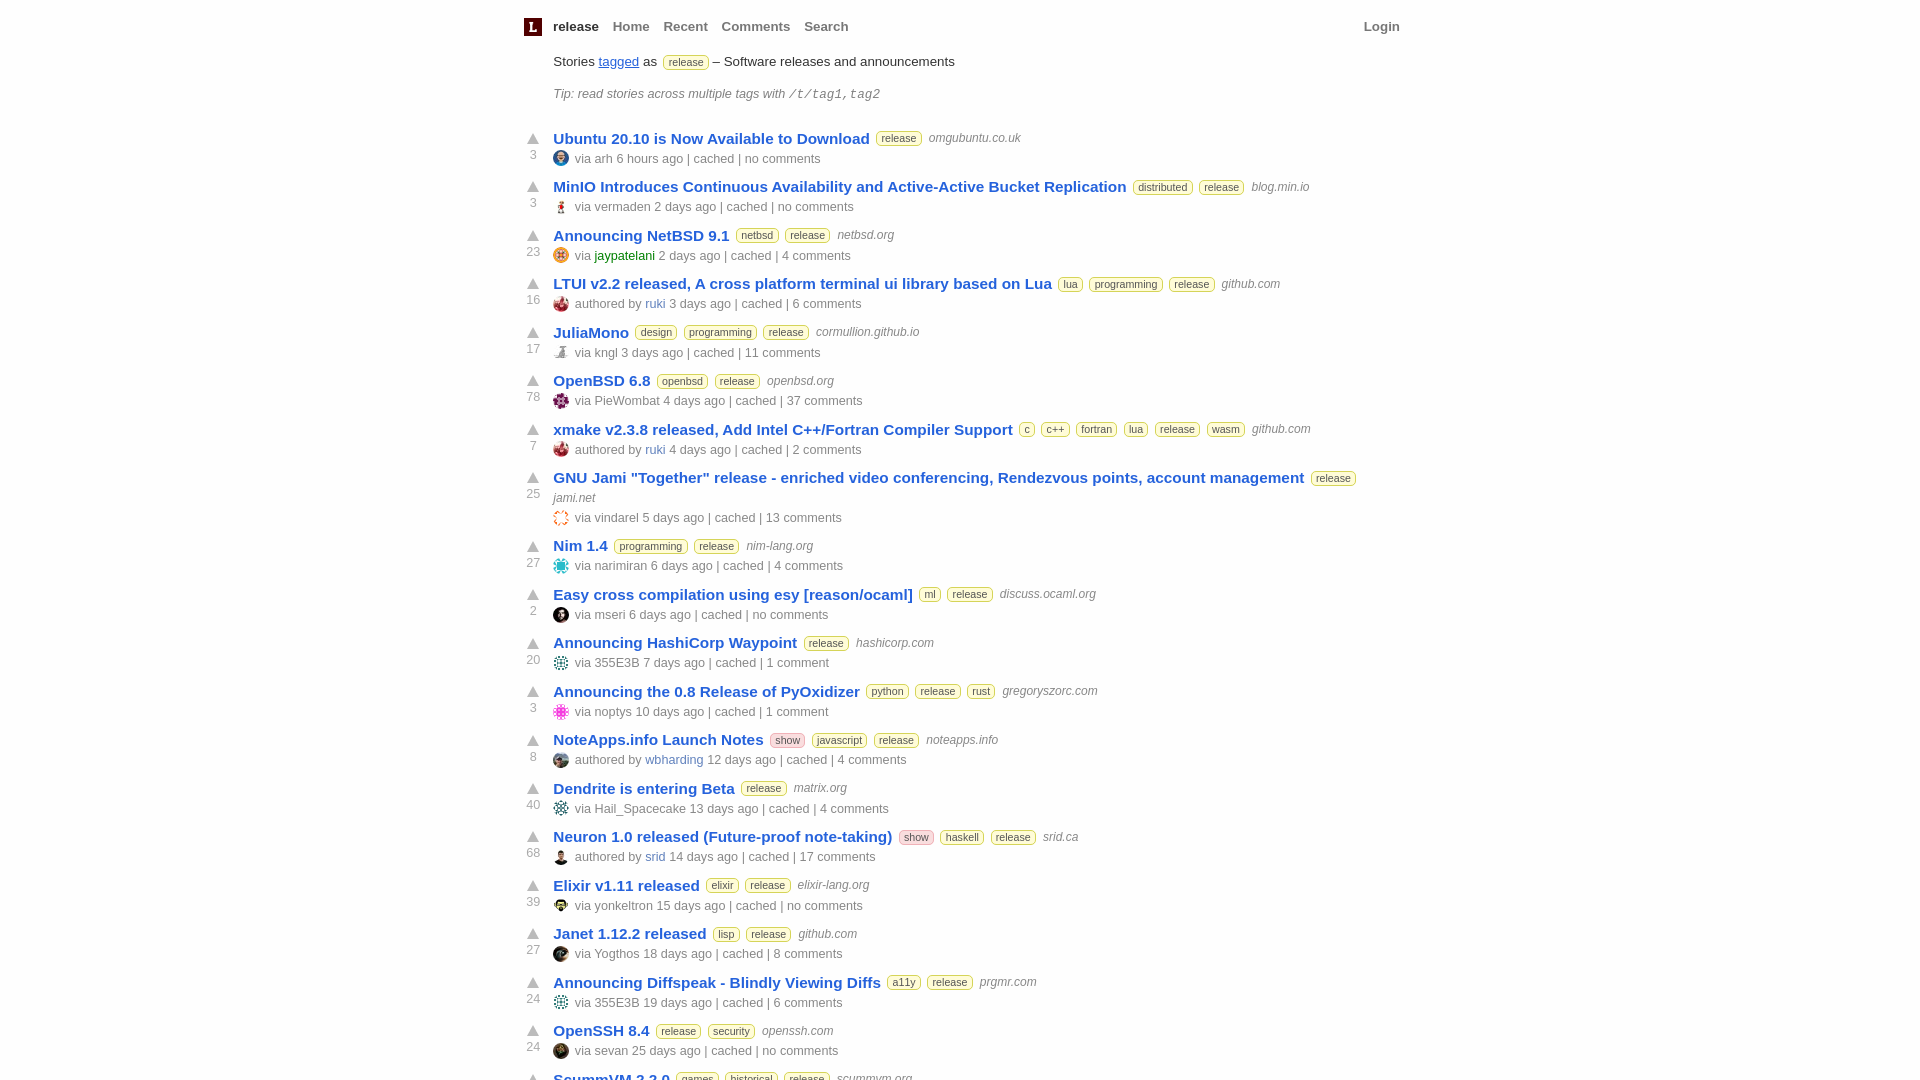 L release Home Recent Comments Search Login
Stories tagged as release – Software releases and announcements
Tip: read stories across multiple tags with /t/tag1,tag2
Ubuntu 20.10 is Now Available to Download release omgubuntu.co.uk
3 via arh 6 hours ago | cached | no comments
MinIO Introduces Continuous Availability and Active-Active Bucket Replication distributed release blog.min.io
3 via vermaden 2 days ago | cached | no comments
Announcing NetBSD 9.1 netbsd release netbsd.org
23 via jaypatelani 2 days ago | cached | 4 comments
LTUI v2.2 released, A cross platform terminal ui library based on Lua lua programming release github.com
16 authored by ruki 3 days ago | cached | 6 comments
JuliaMono design programming release cormullion.github.io
17 via kngl 3 days ago | cached | 11 comments
OpenBSD 6.8 openbsd release openbsd.org
78 via PieWombat 4 days ago | cached | 37 comments
xmake v2.3.8 released, Add Intel C++/Fortran Compiler Support c c++ fortran lua release wasm github.com
7 authored by ruki 4 days ago | cached | 2 comments
GNU Jami "Together" release - enriched video conferencing, Rendezvous points, account management release
25 jami.net
via vindarel 5 days ago | cached | 13 comments
Nim 1.4 programming release nim-lang.org
27 via narimiran 6 days ago | cached | 4 comments
Easy cross compilation using esy [reason/ocaml] ml release discuss.ocaml.org
2 via mseri 6 days ago | cached | no comments
Announcing HashiCorp Waypoint release hashicorp.com
20 via 355E3B 7 days ago | cached | 1 comment
Announcing the 0.8 Release of PyOxidizer python release rust gregoryszorc.com
3 via noptys 10 days ago | cached | 1 comment
NoteApps.info Launch Notes show javascript release noteapps.info
8 authored by wbharding 12 days ago | cached | 4 comments
Dendrite is entering Beta release matrix.org
40 via Hail_Spacecake 13 days ago | cached | 4 comments
Neuron 1.0 released (Future-proof note-taking) show haskell release srid.ca
68 authored by srid 14 days ago | cached | 17 comments
Elixir v1.11 released elixir release elixir-lang.org
39 via yonkeltron 15 days ago | cached | no comments
Janet 1.12.2 released lisp release github.com
27 via Yogthos 18 days ago | cached | 8 comments
Announcing Diffspeak - Blindly Viewing Diffs a11y release prgmr.com
24 via 355E3B 19 days ago | cached | 6 comments
OpenSSH 8.4 release security openssh.com
24 via sevan 25 days ago | cached | no comments
ScummVM 2.2.0 games historical release scummvm.org